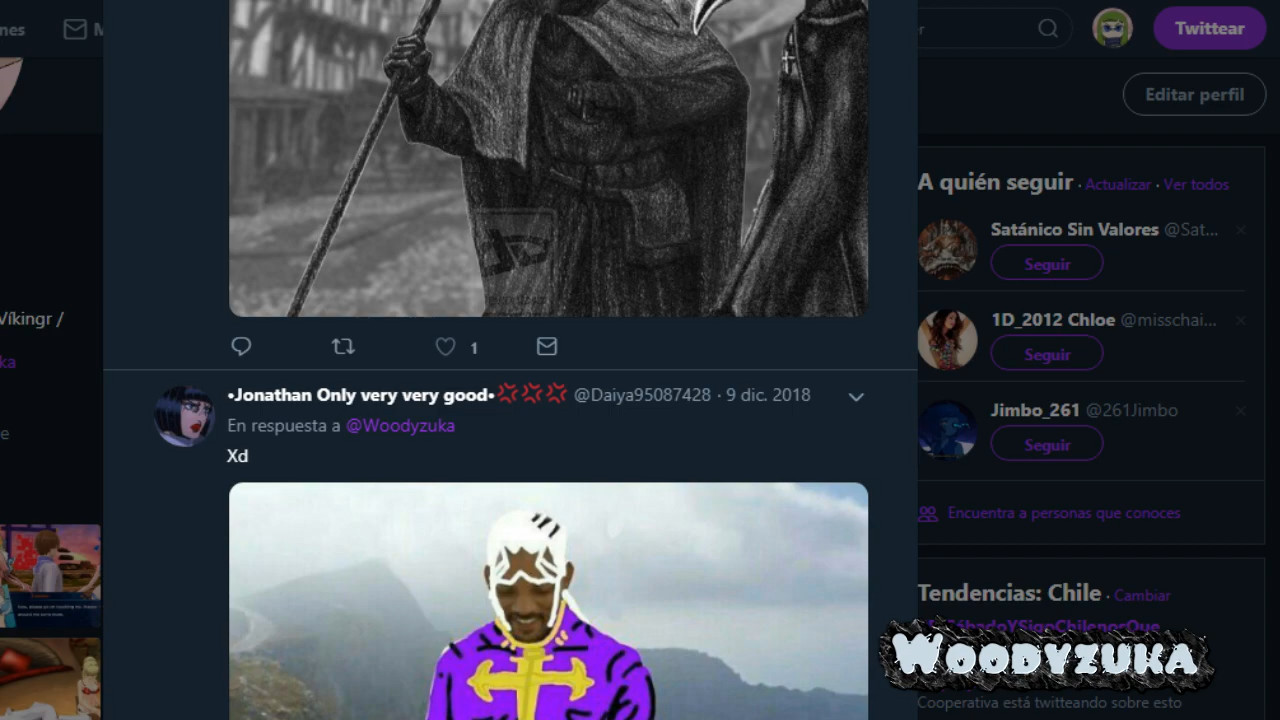 nes
M
Twittear
Editar perfil
A quién seguir · Actualizar · Ver todos
Satánico Sin Valores @Sat...
Seguir
Víkingr /
1D_2012 Chloe @misschai...
Seguir
ka
1
•Jonathan Only very very good• @Daiya95087428 · 9 dic. 2018
En respuesta a @Woodyzuka
Xd
Jimbo_261 @261Jimbo
Seguir
e
Encuentra a personas que conoces
Tendencias: Chile · Cambiar
WOODYZUKA
Cooperativa está twitteando sobre esto